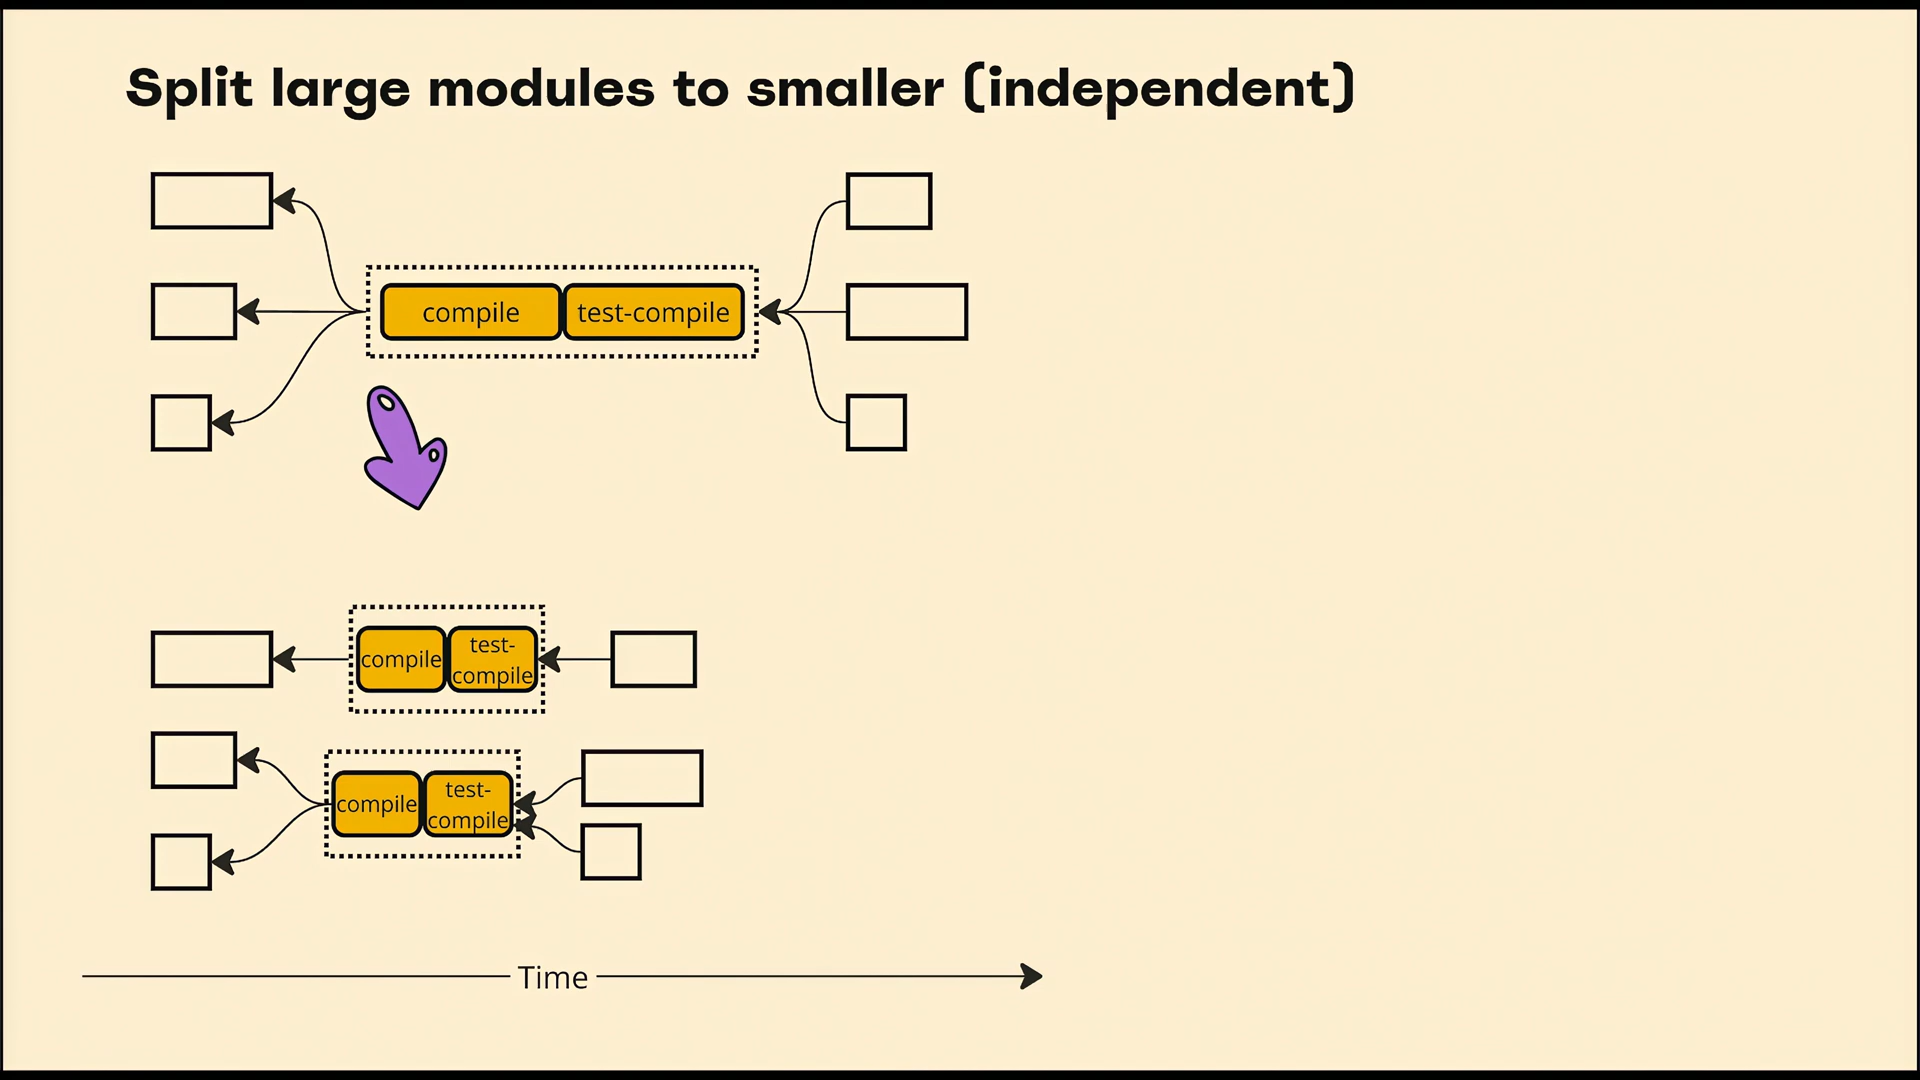 Split large modules to smaller (independent)
compile
test-compile
compile
test-
compile
compile
test-
compile
Time